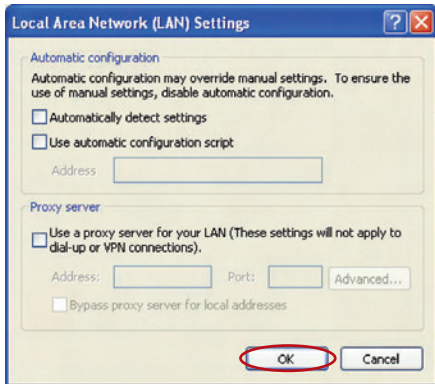 Local Area Network (LAN) Settings
Automatic configuration
Automatic configuration may override manual settings. To ensure the
use of manual settings, disable automatic configuration.
Automatically detect settings
Use automatic configuration script
Address
Proxy server
Use a proxy server for your LAN (These settings will not apply to
dial-up or VPN connections).
Address: Port: Advanced...
Bypass proxy server for local addresses
OK Cancel